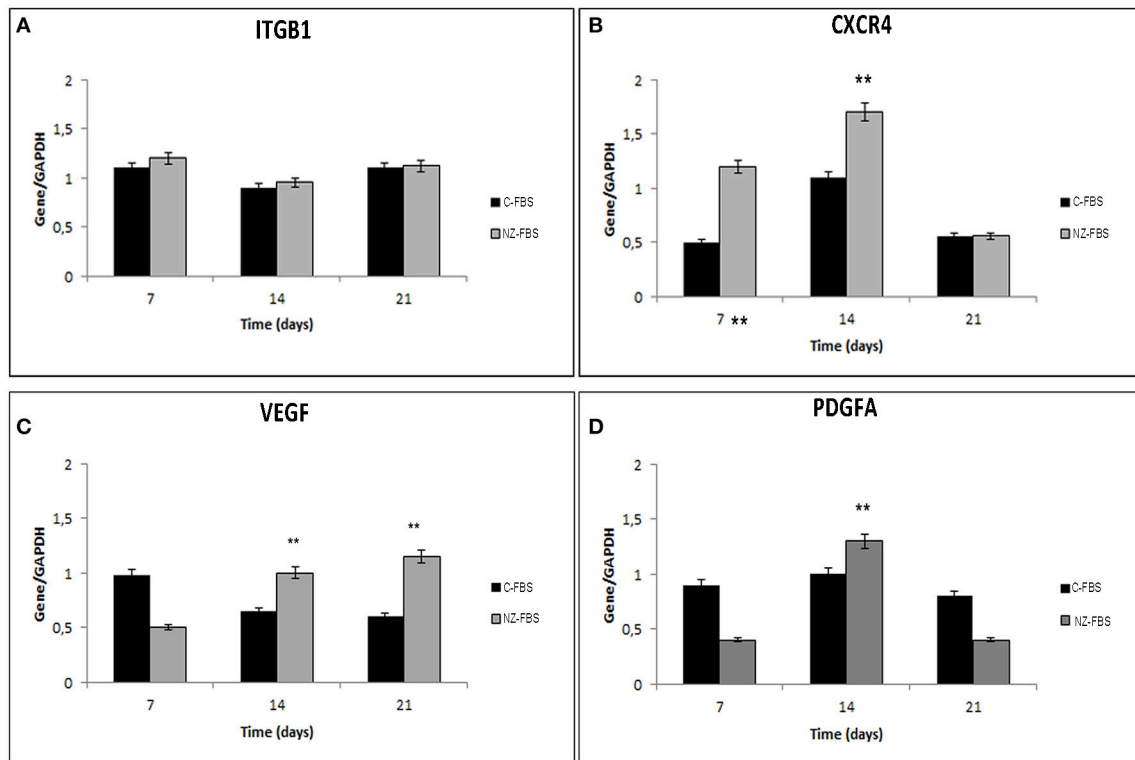 A
ITGB1
2
1,5
1
0,5
0
Gene/GAPDH
7 14 21
Time (days)
C-FBS
NZ-FBS
B
CXCR4
**
2
1,5
1
0,5
0
Gene/GAPDH
7 ** 14 21
Time (days)
C-FBS
NZ-FBS
C
VEGF
** **
2
1,5
1
0,5
0
Gene/GAPDH
7 14 21
Time (days)
C-FBS
NZ-FBS
D
PDGFA
**
2
1,5
1
0,5
0
Gene/GAPDH
7 14 21
Time (days)
C-FBS
NZ-FBS